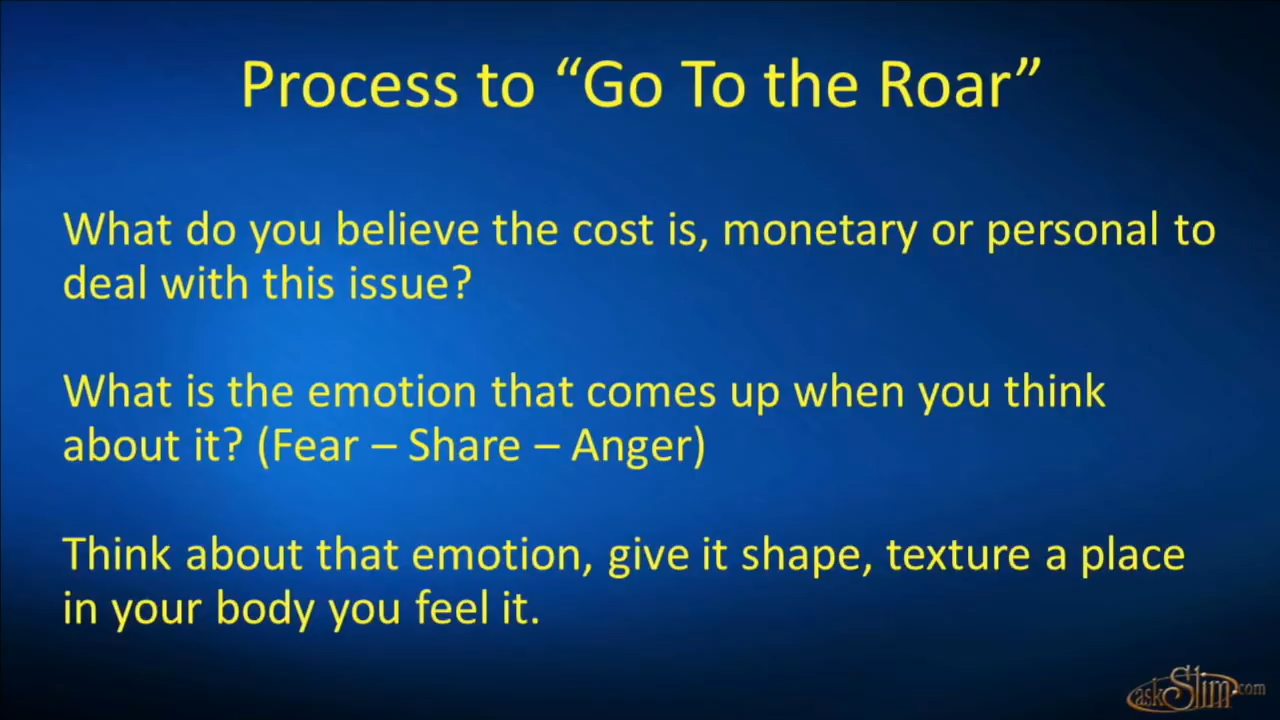 Process to “Go To the Roar”
What do you believe the cost is, monetary or personal to
deal with this issue?
What is the emotion that comes up when you think
about it? (Fear – Share – Anger)
Think about that emotion, give it shape, texture a place
in your body you feel it.
askSlim.com